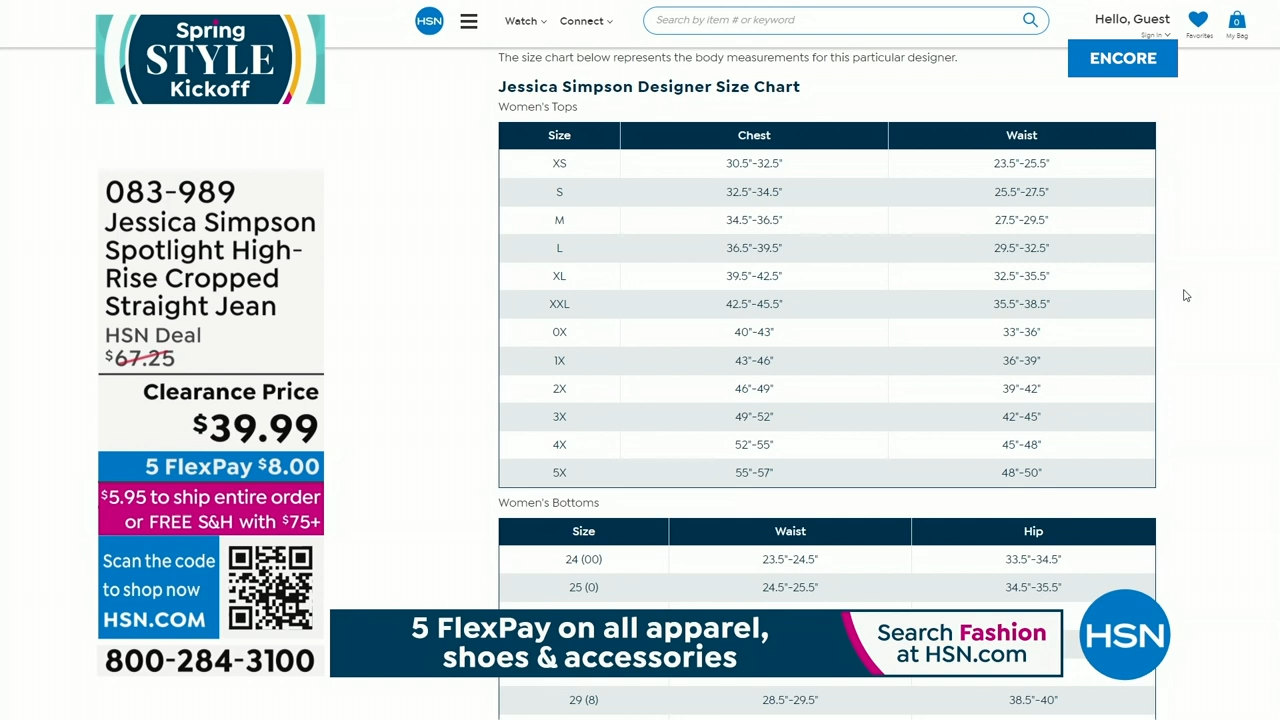 Spring
STYLE
Kickoff
HSN
Watch
Connect
Search by item # or keyword
Hello, Guest
Sign in
Favorites
0
My Bag
ENCORE
The size chart below represents the body measurements for this particular designer.
Jessica Simpson Designer Size Chart
Women's Tops
Size Chest Waist
XS 30.5"-32.5" 23.5"-25.5"
S 32.5"-34.5" 25.5"-27.5"
M 34.5"-36.5" 27.5"-29.5"
L 36.5"-39.5" 29.5"-32.5"
XL 39.5"-42.5" 32.5"-35.5"
XXL 42.5"-45.5" 35.5"-38.5"
0X 40"-43" 33"-36"
1X 43"-46" 36"-39"
2X 46"-49" 39"-42"
3X 49"-52" 42"-45"
4X 52"-55" 45"-48"
5X 55"-57" 48"-50"
Women's Bottoms
Size Waist Hip
24 (00) 23.5"-24.5" 33.5"-34.5"
25 (0) 24.5"-25.5" 34.5"-35.5"
29 (8) 28.5"-29.5" 38.5"-40"
083-989
Jessica Simpson
Spotlight High-
Rise Cropped
Straight Jean
HSN Deal
$67.25
Clearance Price
$39.99
5 FlexPay $8.00
$5.95 to ship entire order
or FREE S&H with $75+
Scan the code
to shop now
HSN.COM
800-284-3100
5 FlexPay on all apparel,
shoes & accessories
Search Fashion
at HSN.com
HSN